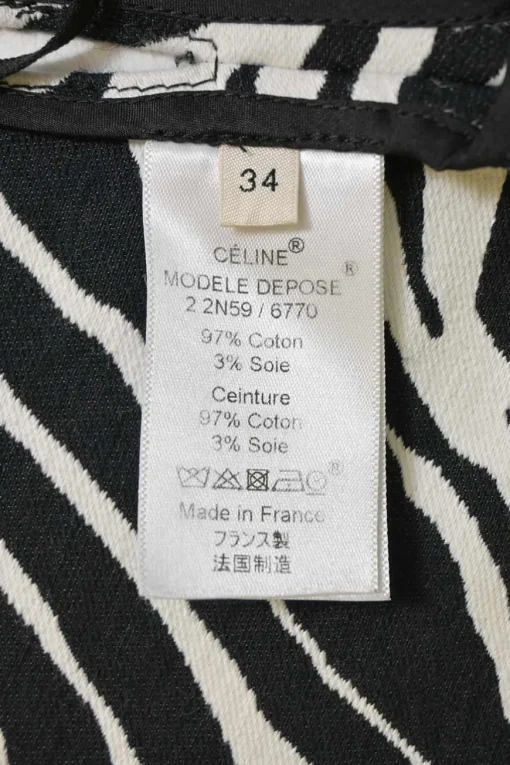 34
CÉLINE®
MODELE DEPOSE ®
2 2N59 / 6770
97% Coton
3% Soie
Ceinture
97% Coton
3% Soie
®
Made in France
フランス製
法国制造